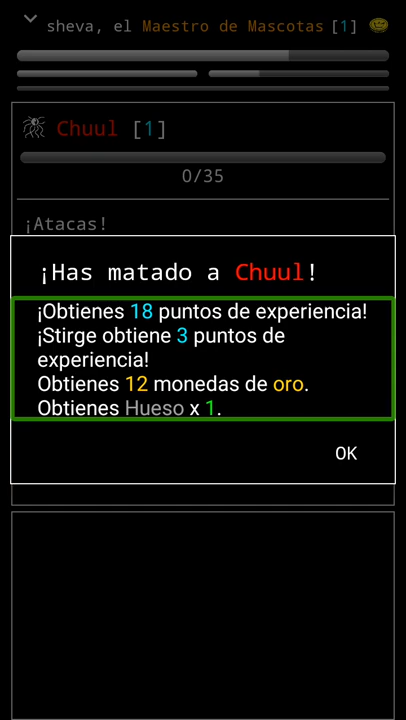 sheva, el Maestro de Mascotas [1]
Chuul [1]
0/35
¡Atacas!
¡Has matado a Chuul!
¡Obtienes 18 puntos de experiencia!
¡Stirge obtiene 3 puntos de
experiencia!
Obtienes 12 monedas de oro.
Obtienes Hueso x 1.
OK